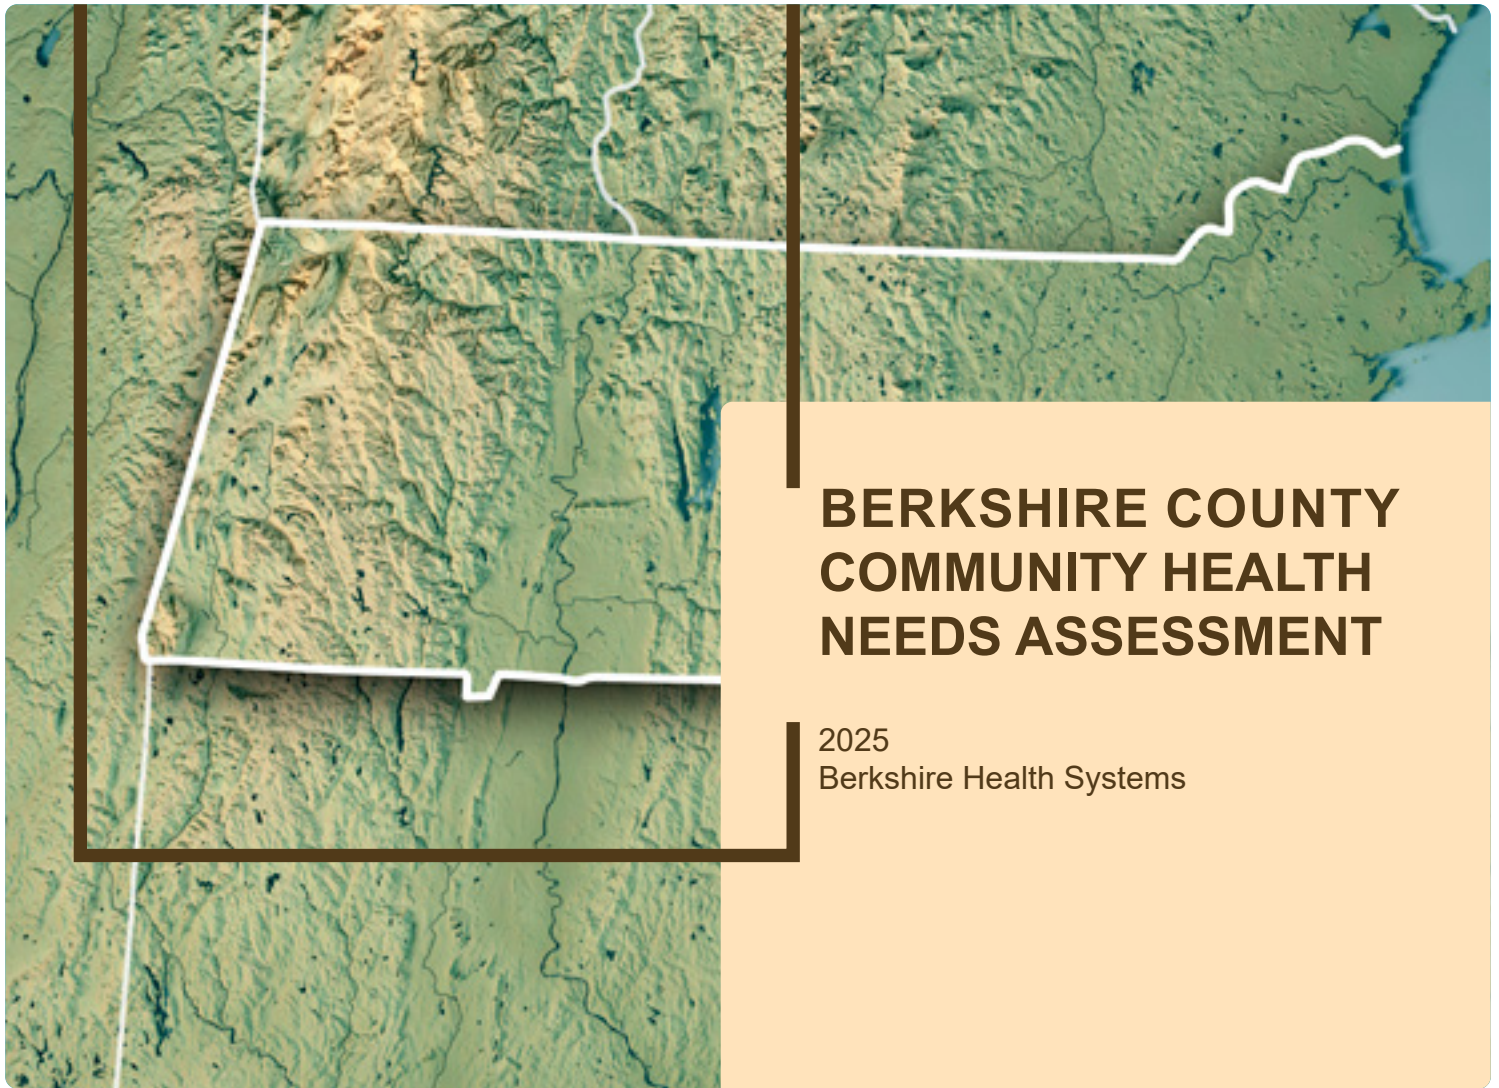 BERKSHIRE COUNTY
COMMUNITY HEALTH
NEEDS ASSESSMENT
2025
Berkshire Health Systems